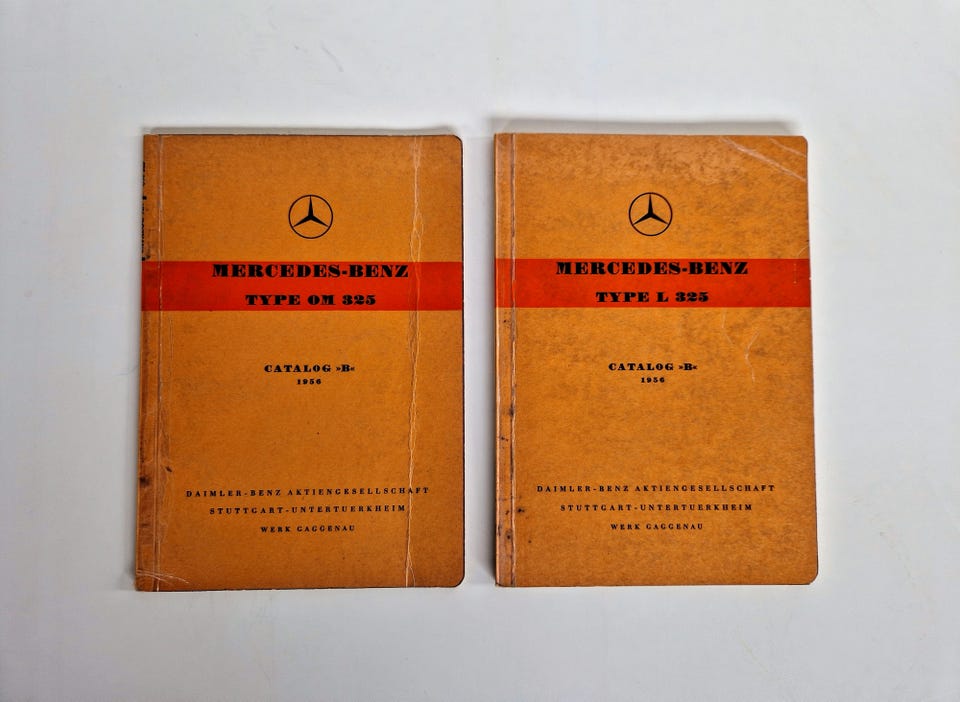 MERCEDES-BENZ
TYPE OM 325
CATALOG »B«
1956
DAIMLER-BENZ AKTIENGESELLSCHAFT
STUTTGART-UNTERTUERKHEIM
WERK GAGGENAU
MERCEDES-BENZ
TYPE L 325
CATALOG »B«
1956
DAIMLER-BENZ AKTIENGESELLSCHAFT
STUTTGART-UNTERTUERKHEIM
WERK GAGGENAU